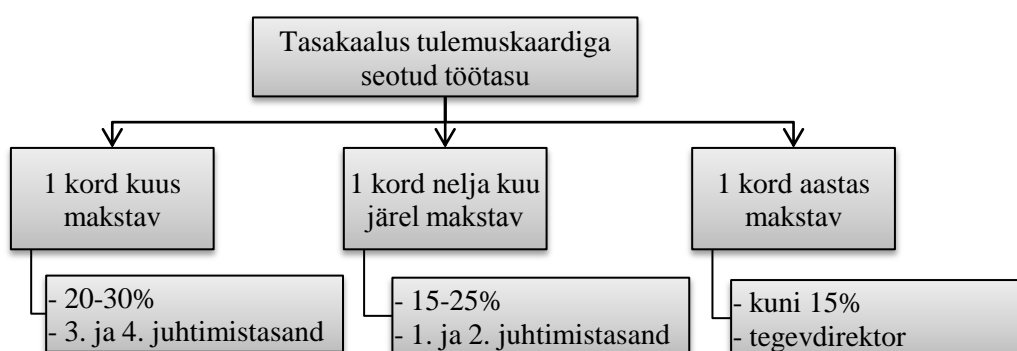 Tasakaalus tulemuskaardiga
seotud töötasu
1 kord kuus
makstav
1 kord nelja kuu
järel makstav
1 kord aastas
makstav
- 20-30%
- 3. ja 4. juhtimistasand
- 15-25%
- 1. ja 2. juhtimistasand
- kuni 15%
- tegevdirektor